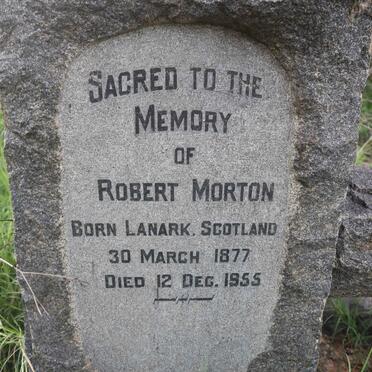 SACRED TO THE
MEMORY
OF
ROBERT MORTON
BORN LANARK, SCOTLAND
30 MARCH 1877
DIED 12 DEC. 1955